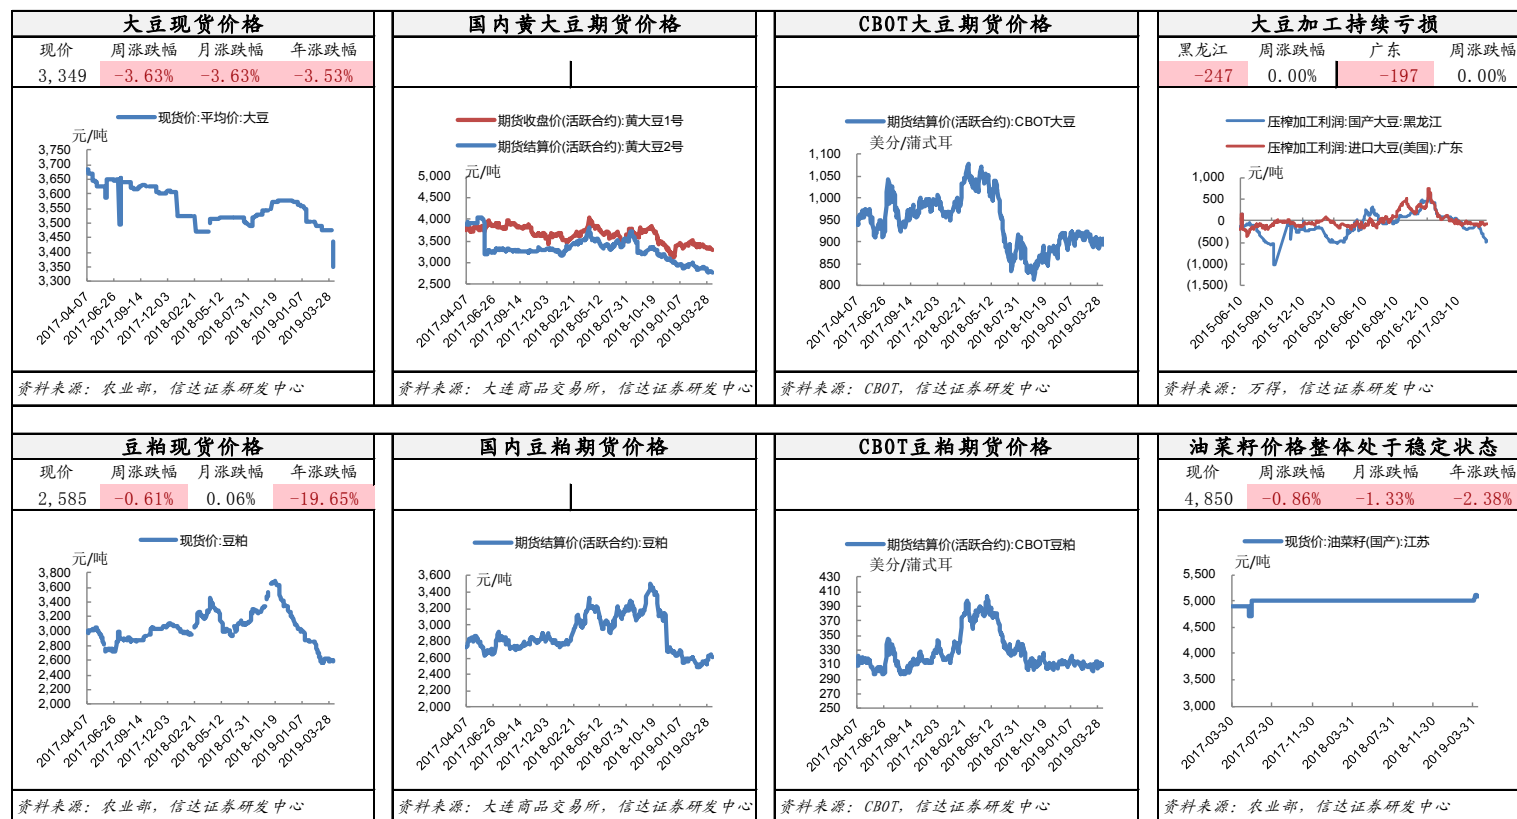 大豆现货价格
现价 周涨跌幅 月涨跌幅 年涨跌幅
3,349 -3.63% -3.63% -3.53%
现货价:平均价:大豆
元/吨
3,750
3,700
3,650
3,600
3,550
3,500
3,450
3,400
3,350
3,300
2017-04-07 2017-06-26 2017-09-14 2017-12-03 2018-02-21 2018-05-12 2018-07-31 2018-10-19 2019-01-07 2019-03-28
资料来源: 农业部, 信达证券研发中心
国内黄大豆期货价格
期货收盘价(活跃合约):黄大豆1号
期货结算价(活跃合约):黄大豆2号
元/吨
5,000
4,500
4,000
3,500
3,000
2,500
2017-04-07 2017-06-26 2017-09-14 2017-12-03 2018-02-21 2018-05-12 2018-07-31 2018-10-19 2019-01-07 2019-03-28
资料来源: 大连商品交易所, 信达证券研发中心
CBOT大豆期货价格
期货结算价(活跃合约):CBOT大豆
美分/蒲式耳
1,100
1,050
1,000
950
900
850
800
2017-04-07 2017-06-26 2017-09-14 2017-12-03 2018-02-21 2018-05-12 2018-07-31 2018-10-19 2019-01-07 2019-03-28
资料来源: CBOT, 信达证券研发中心
大豆加工持续亏损
黑龙江 周涨跌幅 广东 周涨跌幅
-247 0.00% -197 0.00%
压榨加工利润:国产大豆:黑龙江
压榨加工利润:进口大豆(美国):广东
元/吨
1,000
500
0
(500)
(1,000)
(1,500)
2015-06-10 2015-09-10 2015-12-10 2016-03-10 2016-06-10 2016-09-10 2016-12-10 2017-03-10
资料来源: 万得, 信达证券研发中心
豆粕现货价格
现价 周涨跌幅 月涨跌幅 年涨跌幅
2,585 -0.61% 0.06% -19.65%
现货价:豆粕
元/吨
3,800
3,600
3,400
3,200
3,000
2,800
2,600
2,400
2,200
2,000
2017-04-07 2017-06-26 2017-09-14 2017-12-03 2018-02-21 2018-05-12 2018-07-31 2018-10-19 2019-01-07 2019-03-28
资料来源: 农业部, 信达证券研发中心
国内豆粕期货价格
期货结算价(活跃合约):豆粕
元/吨
3,600
3,400
3,200
3,000
2,800
2,600
2,400
2,200
2,000
2017-04-07 2017-06-26 2017-09-14 2017-12-03 2018-02-21 2018-05-12 2018-07-31 2018-10-19 2019-01-07 2019-03-28
资料来源: 大连商品交易所, 信达证券研发中心
CBOT豆粕期货价格
期货结算价(活跃合约):CBOT豆粕
美分/蒲式耳
430
410
390
370
350
330
310
290
270
250
2017-04-07 2017-06-26 2017-09-14 2017-12-03 2018-02-21 2018-05-12 2018-07-31 2018-10-19 2019-01-07 2019-03-28
资料来源: CBOT, 信达证券研发中心
油菜籽价格整体处于稳定状态
现价 周涨跌幅 月涨跌幅 年涨跌幅
4,850 -0.86% -1.33% -2.38%
现货价:油菜籽(国产):江苏
元/吨
5,500
5,000
4,500
4,000
3,500
3,000
2017-03-30 2017-07-30 2017-11-30 2018-03-31 2018-07-31 2018-11-30 2019-03-31
资料来源: 农业部, 信达证券研发中心